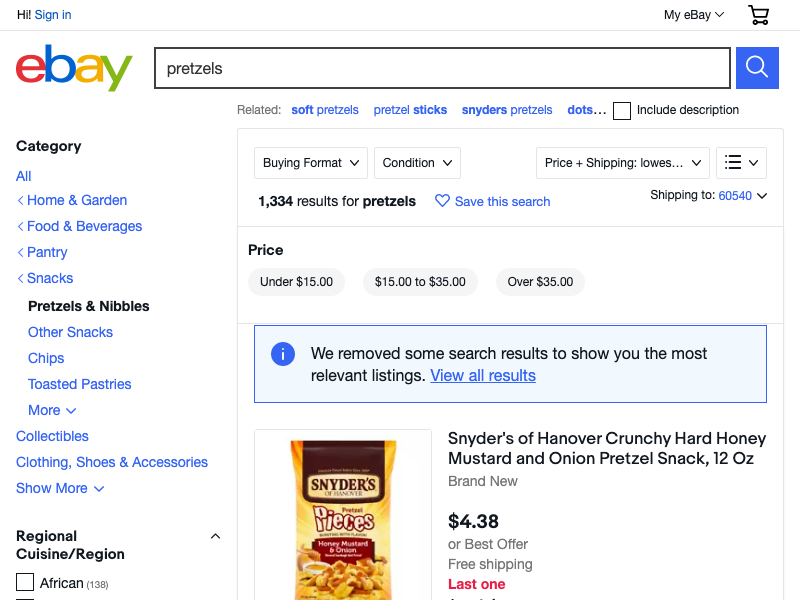 Hi! Sign in
My eBay
ebay
pretzels
Related: soft pretzels pretzel sticks snyders pretzels dots... Include description
Category
All
Home & Garden
Food & Beverages
Pantry
Snacks
Pretzels & Nibbles
Other Snacks
Chips
Toasted Pastries
More
Collectibles
Clothing, Shoes & Accessories
Show More
Regional
Cuisine/Region
African (138)
Buying Format
Condition
Price + Shipping: lowes...
1,334 results for pretzels
Save this search
Shipping to: 60540
Price
Under $15.00
$15.00 to $35.00
Over $35.00
We removed some search results to show you the most
relevant listings. View all results
SNYDER'S
OF HANOVER
Pretzel
Pieces
Honey Mustard
& Onion
Snyder's of Hanover Crunchy Hard Honey
Mustard and Onion Pretzel Snack, 12 Oz
Brand New
$4.38
or Best Offer
Free shipping
Last one